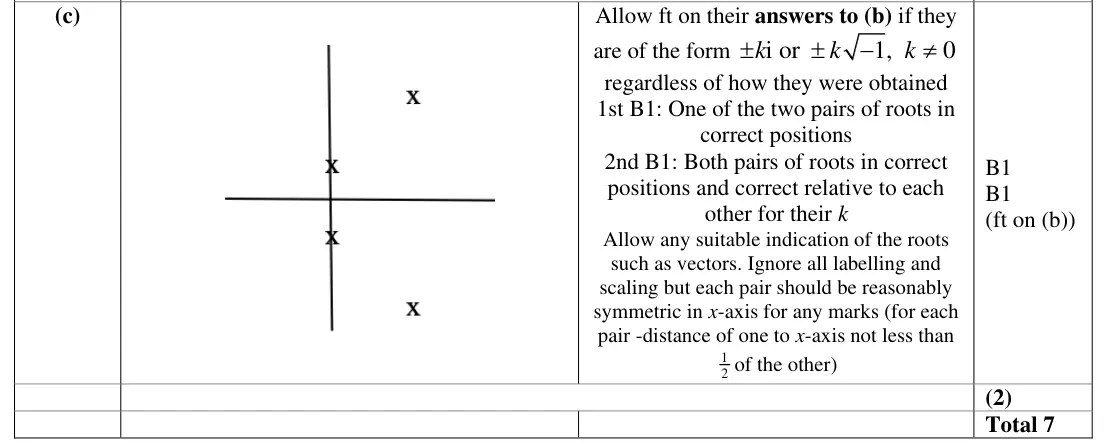 (c)
Allow ft on their answers to (b) if they
are of the form ±ki or ±k√−1, k ≠ 0
regardless of how they were obtained
1st B1: One of the two pairs of roots in
correct positions
2nd B1: Both pairs of roots in correct
positions and correct relative to each
other for their k
Allow any suitable indication of the roots
such as vectors. Ignore all labelling and
scaling but each pair should be reasonably
symmetric in x-axis for any marks (for each
pair -distance of one to x-axis not less than
1/2 of the other)
x
x
x
x
B1
B1
(ft on (b))
(2)
Total 7